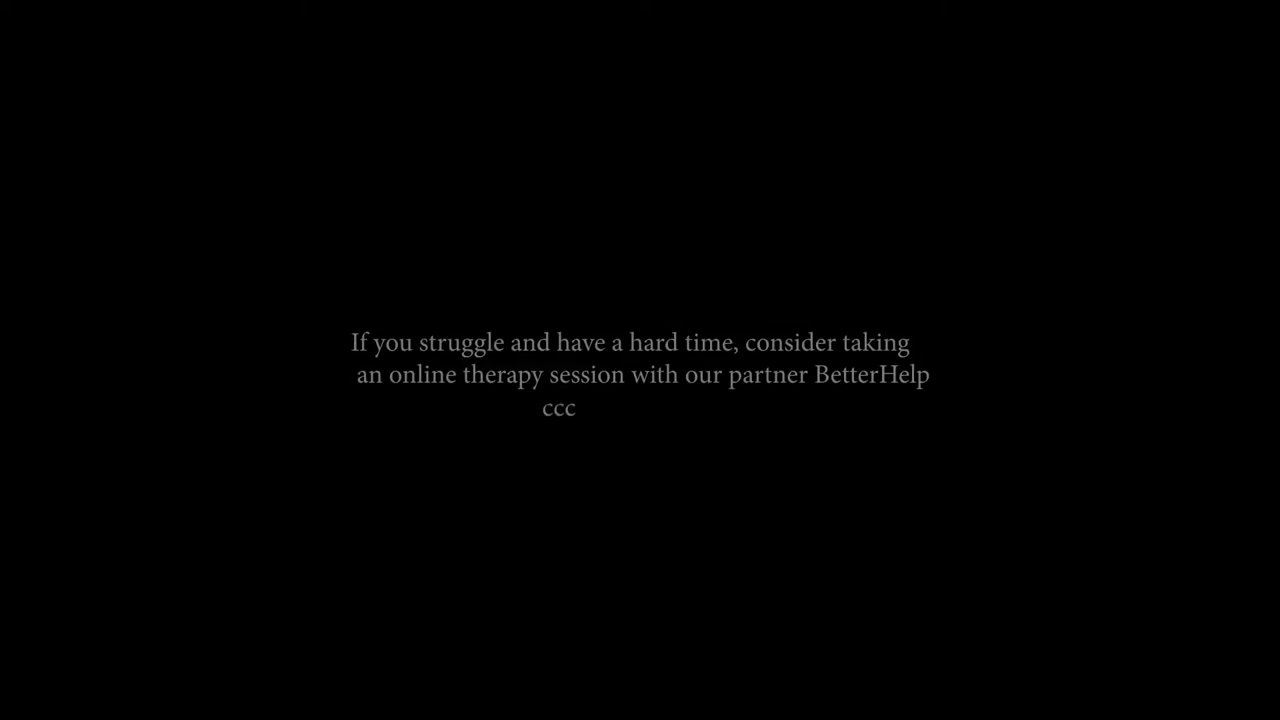 If you struggle and have a hard time, consider taking
an online therapy session with our partner BetterHelp
ccc